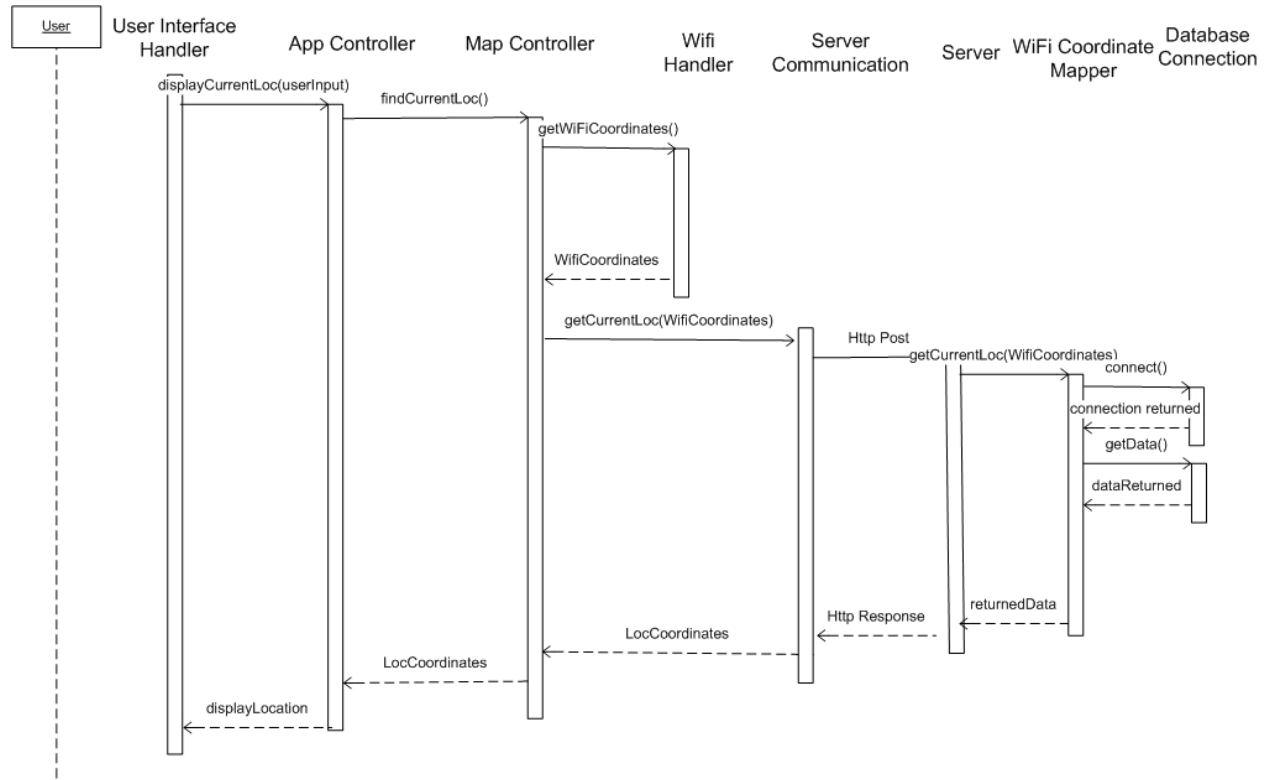 User
User Interface
Handler
App Controller
Map Controller
Wifi
Handler
Server
Communication
Server
WiFi Coordinate
Mapper
Database
Connection
displayCurrentLoc(userInput)
findCurrentLoc()
getWiFiCoordinates()
WifiCoordinates
getCurrentLoc(WifiCoordinates)
Http Post
getCurrentLoc(WifiCoordinates)
connect()
connection returned
getData()
dataReturned
returnedData
Http Response
LocCoordinates
LocCoordinates
displayLocation